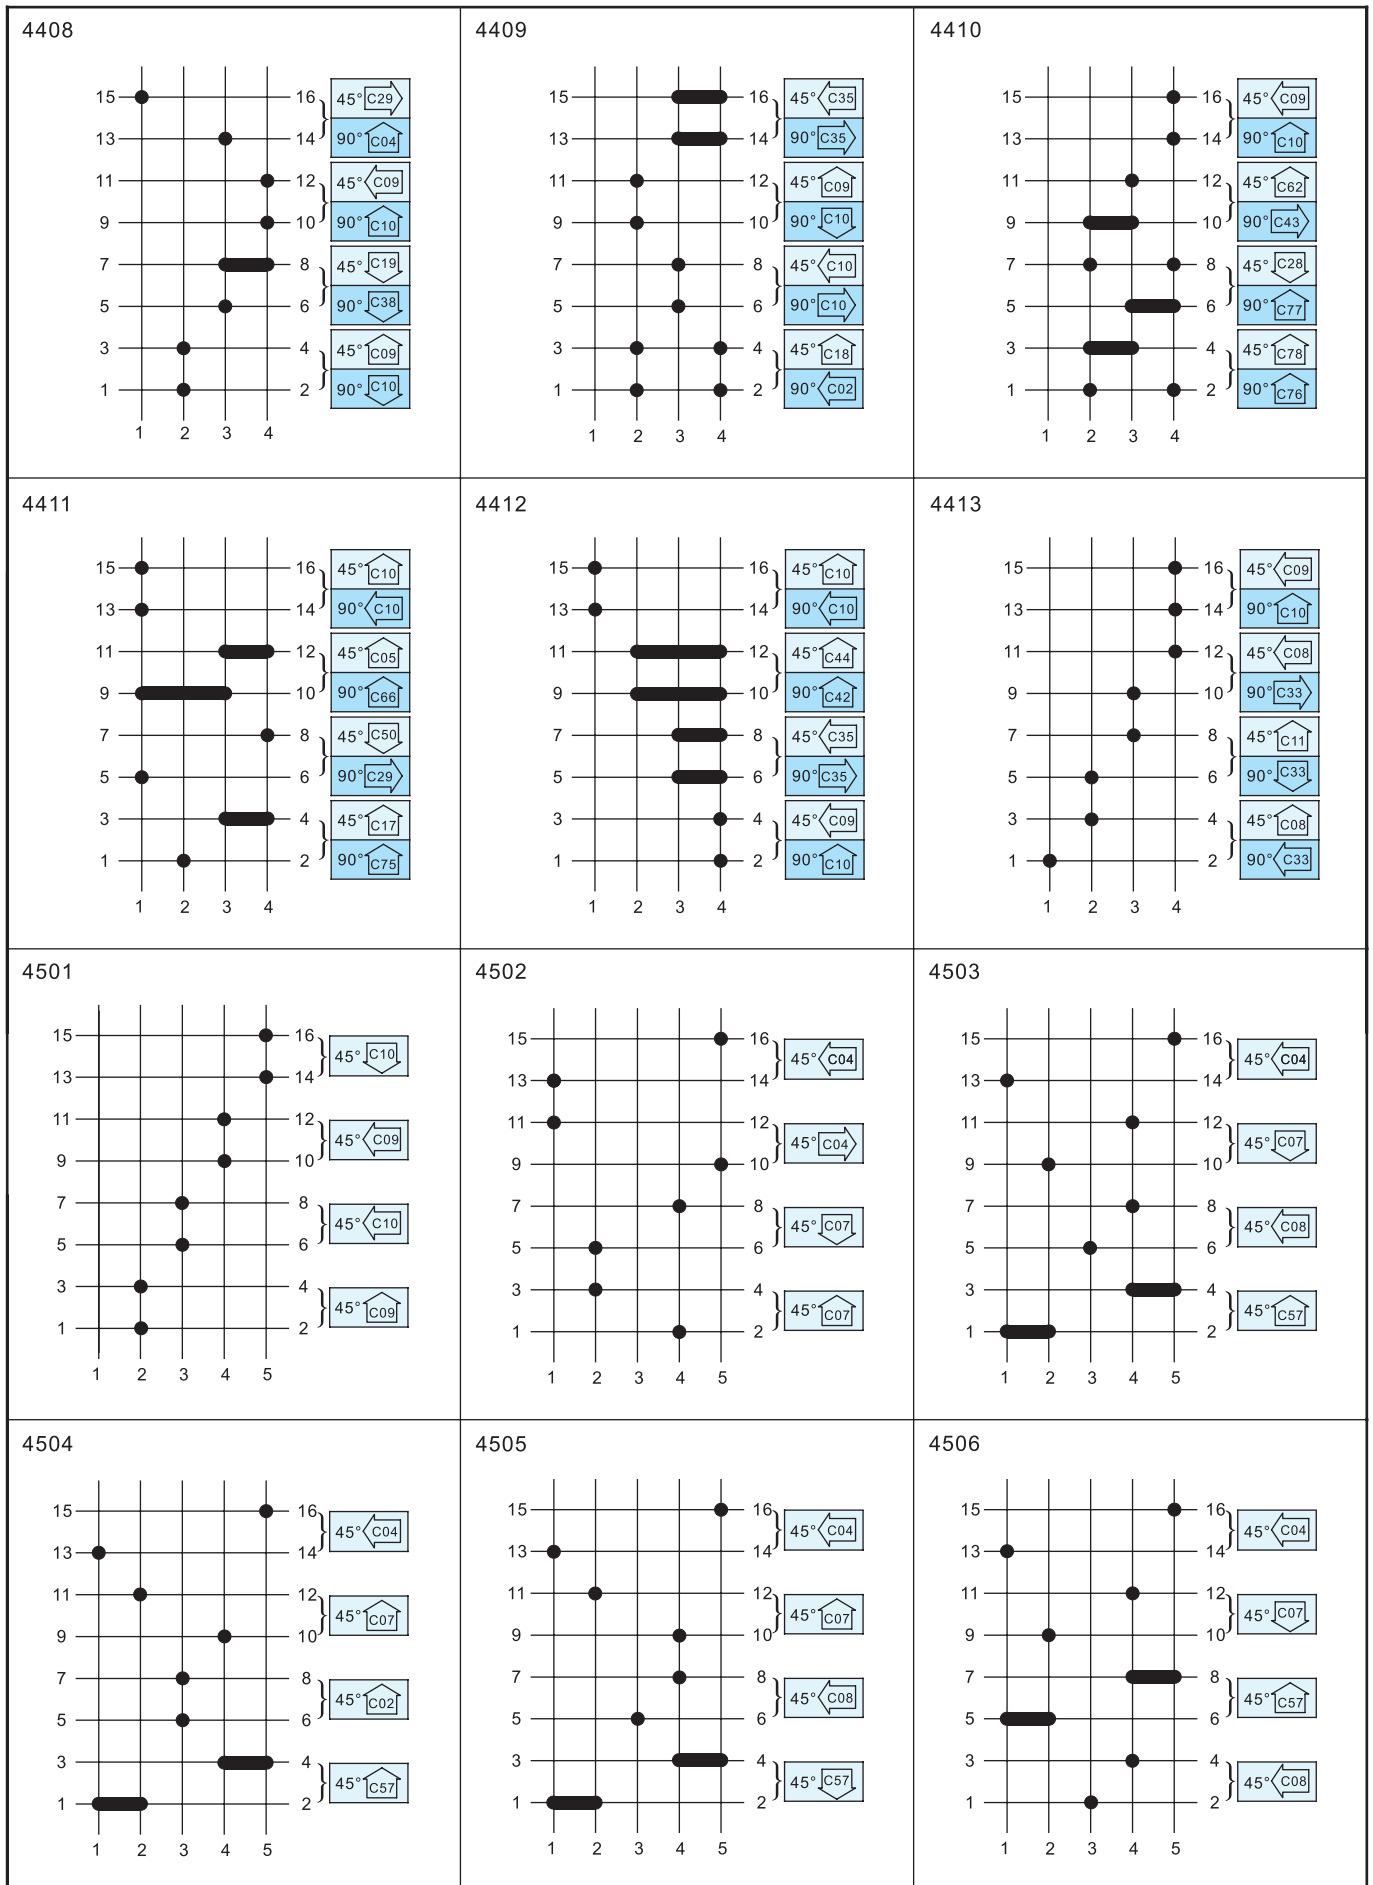 4408
15 16 45° C29
13 14 90° C04
11 12 45° C09
9 10 90° C10
7 8 45° C19
5 6 90° C38
3 4 45° C09
1 2 90° C10
1 2 3 4
4409
15 16 45° C35
13 14 90° C35
11 12 45° C09
9 10 90° C10
7 8 45° C10
5 6 90° C10
3 4 45° C18
1 2 90° C02
1 2 3 4
4410
15 16 45° C09
13 14 90° C10
11 12 45° C62
9 10 90° C43
7 8 45° C28
5 6 90° C77
3 4 45° C78
1 2 90° C76
1 2 3 4
4411
15 16 45° C10
13 14 90° C10
11 12 45° C05
9 10 90° C66
7 8 45° C50
5 6 90° C29
3 4 45° C17
1 2 90° C75
1 2 3 4
4412
15 16 45° C10
13 14 90° C10
11 12 45° C44
9 10 90° C42
7 8 45° C35
5 6 90° C35
3 4 45° C09
1 2 90° C10
1 2 3 4
4413
15 16 45° C09
13 14 90° C10
11 12 45° C08
9 10 90° C33
7 8 45° C11
5 6 90° C33
3 4 45° C08
1 2 90° C33
1 2 3 4
4501
15 16
45° C10
13 14
11 12
45° C09
9 10
7 8
45° C10
5 6
3 4
45° C09
1 2
1 2 3 4 5
4502
15 16
45° C04
13 14
11 12
45° C04
9 10
7 8
45° C07
5 6
3 4
45° C07
1 2
1 2 3 4 5
4503
15 16
45° C04
13 14
11 12
45° C07
9 10
7 8
45° C08
5 6
3 4
45° C57
1 2
1 2 3 4 5
4504
15 16
45° C04
13 14
11 12
45° C07
9 10
7 8
45° C02
5 6
3 4
45° C57
1 2
1 2 3 4 5
4505
15 16
45° C04
13 14
11 12
45° C07
9 10
7 8
45° C08
5 6
3 4
45° C57
1 2
1 2 3 4 5
4506
15 16
45° C04
13 14
11 12
45° C07
9 10
7 8
45° C57
5 6
3 4
45° C08
1 2
1 2 3 4 5